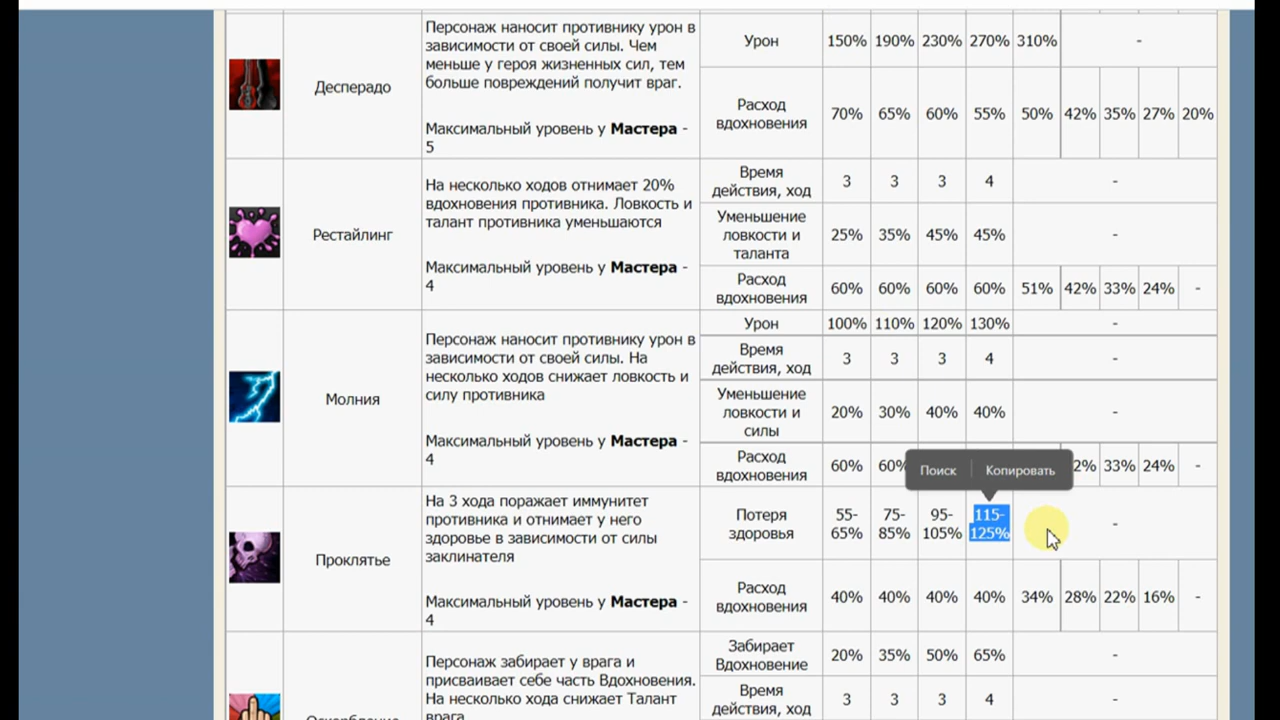 Десперадо
Персонаж наносит противнику урон в
зависимости от своей силы. Чем
меньше у героя жизненных сил, тем
больше повреждений получит враг.
Максимальный уровень у Мастера -
5
Урон 150% 190% 230% 270% 310% -
Расход
вдохновения
70% 65% 60% 55% 50% 42% 35% 27% 20%
Рестайлинг
На несколько ходов отнимает 20%
вдохновения противника. Ловкость и
талант противника уменьшаются
Максимальный уровень у Мастера -
4
Время
действия, ход
3 3 3 4 -
Уменьшение
ловкости и
таланта
25% 35% 45% 45% -
Расход
вдохновения
60% 60% 60% 60% 51% 42% 33% 24% -
Молния
Персонаж наносит противнику урон в
зависимости от своей силы. На
несколько ходов снижает ловкость и
силу противника
Максимальный уровень у Мастера -
4
Урон 100% 110% 120% 130% -
Время
действия, ход
3 3 3 4 -
Уменьшение
ловкости и
силы
20% 30% 40% 40% -
Расход
вдохновения
60% 60% 2% 33% 24% -
Поиск Копировать
Проклятье
На 3 хода поражает иммунитет
противника и отнимает у него
здоровье в зависимости от силы
заклинателя
Максимальный уровень у Мастера -
4
Потеря
здоровья
55- 75- 95- 115-
65% 85% 105% 125% -
Расход
вдохновения
40% 40% 40% 40% 34% 28% 22% 16% -
Персонаж забирает у врага и
присваивает себе часть Вдохновения.
На несколько хода снижает Талант
врага
Забирает
Вдохновение
20% 35% 50% 65% -
Время
действия, ход
3 3 3 4 -